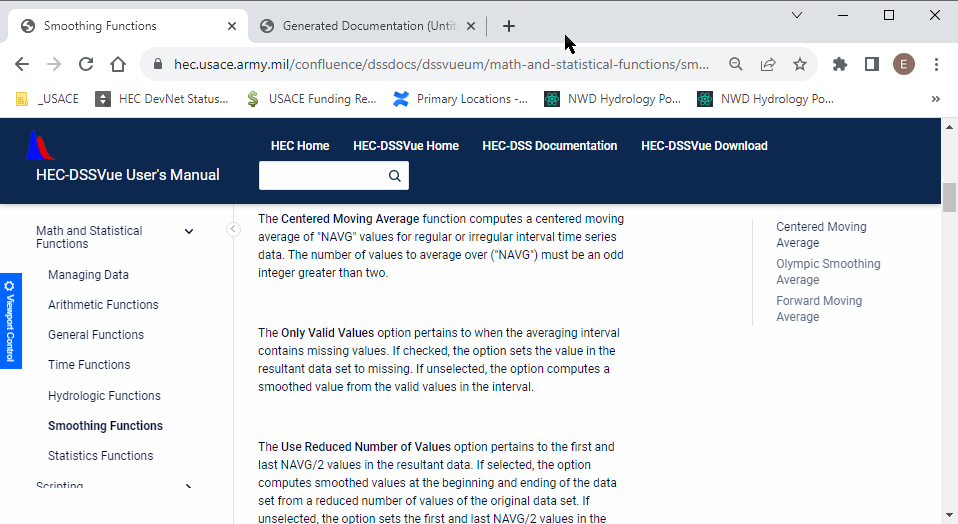 Smoothing Functions
Generated Documentation (Untit
hec.usace.army.mil/confluence/dssdocs/dssvueum/math-and-statistical-functions/sm...
E
_USACE
HEC DevNet Status...
USACE Funding Re...
Primary Locations -...
NWD Hydrology Po...
NWD Hydrology Po...
HEC Home
HEC-DSSVue Home
HEC-DSS Documentation
HEC-DSSVue Download
HEC-DSSVue User's Manual
Math and Statistical
Functions
Managing Data
Arithmetic Functions
General Functions
Time Functions
Hydrologic Functions
Smoothing Functions
Statistics Functions
Scripting
Viewport Control
The Centered Moving Average function computes a centered moving
average of "NAVG" values for regular or irregular interval time series
data. The number of values to average over ("NAVG") must be an odd
integer greater than two.
The Only Valid Values option pertains to when the averaging interval
contains missing values. If checked, the option sets the value in the
resultant data set to missing. If unselected, the option computes a
smoothed value from the valid values in the interval.
The Use Reduced Number of Values option pertains to the first and
last NAVG/2 values in the resultant data. If selected, the option
computes smoothed values at the beginning and ending of the data
set from a reduced number of values of the original data set. If
unselected, the option sets the first and last NAVG/2 values in the
Centered Moving
Average
Olympic Smoothing
Average
Forward Moving
Average